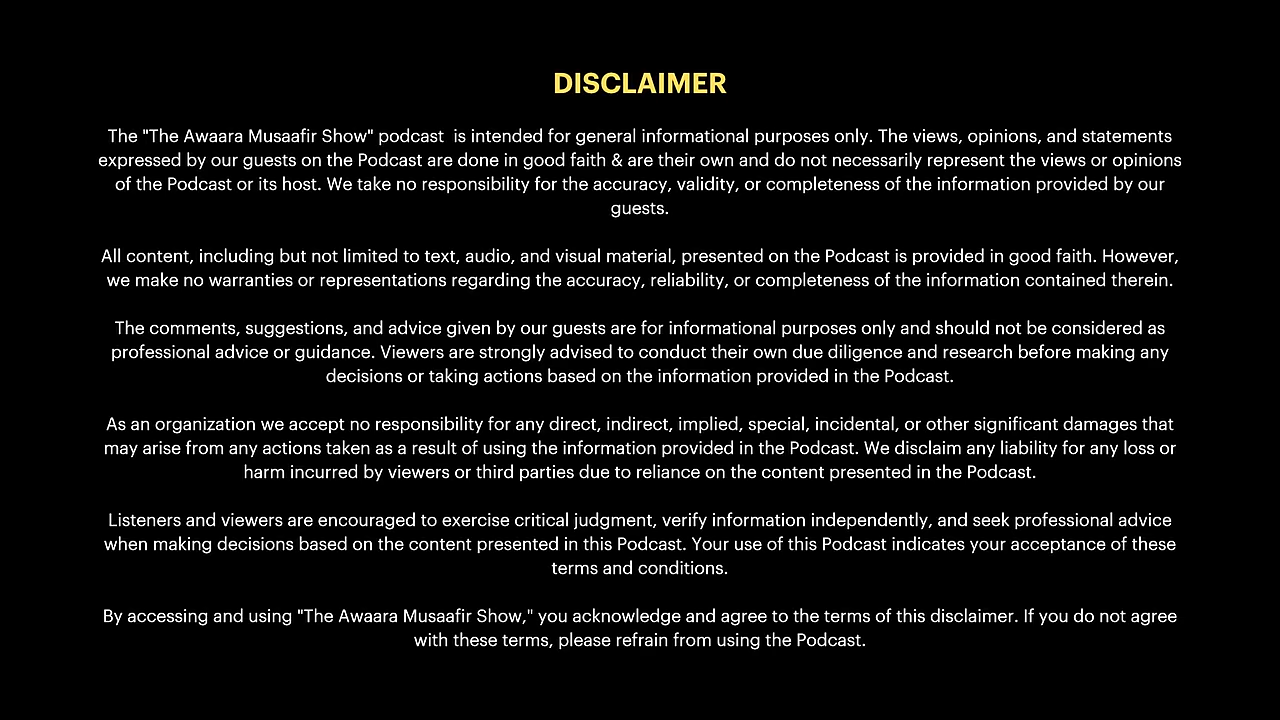 DISCLAIMER
The "The Awaara Musaafir Show" podcast  is intended for general informational purposes only. The views, opinions, and statements
expressed by our guests on the Podcast are done in good faith & are their own and do not necessarily represent the views or opinions
of the Podcast or its host. We take no responsibility for the accuracy, validity, or completeness of the information provided by our
guests.
All content, including but not limited to text, audio, and visual material, presented on the Podcast is provided in good faith. However,
we make no warranties or representations regarding the accuracy, reliability, or completeness of the information contained therein.
The comments, suggestions, and advice given by our guests are for informational purposes only and should not be considered as
professional advice or guidance. Viewers are strongly advised to conduct their own due diligence and research before making any
decisions or taking actions based on the information provided in the Podcast.
As an organization we accept no responsibility for any direct, indirect, implied, special, incidental, or other significant damages that
may arise from any actions taken as a result of using the information provided in the Podcast. We disclaim any liability for any loss or
harm incurred by viewers or third parties due to reliance on the content presented in the Podcast.
Listeners and viewers are encouraged to exercise critical judgment, verify information independently, and seek professional advice
when making decisions based on the content presented in this Podcast. Your use of this Podcast indicates your acceptance of these
terms and conditions.
By accessing and using "The Awaara Musaafir Show," you acknowledge and agree to the terms of this disclaimer. If you do not agree
with these terms, please refrain from using the Podcast.